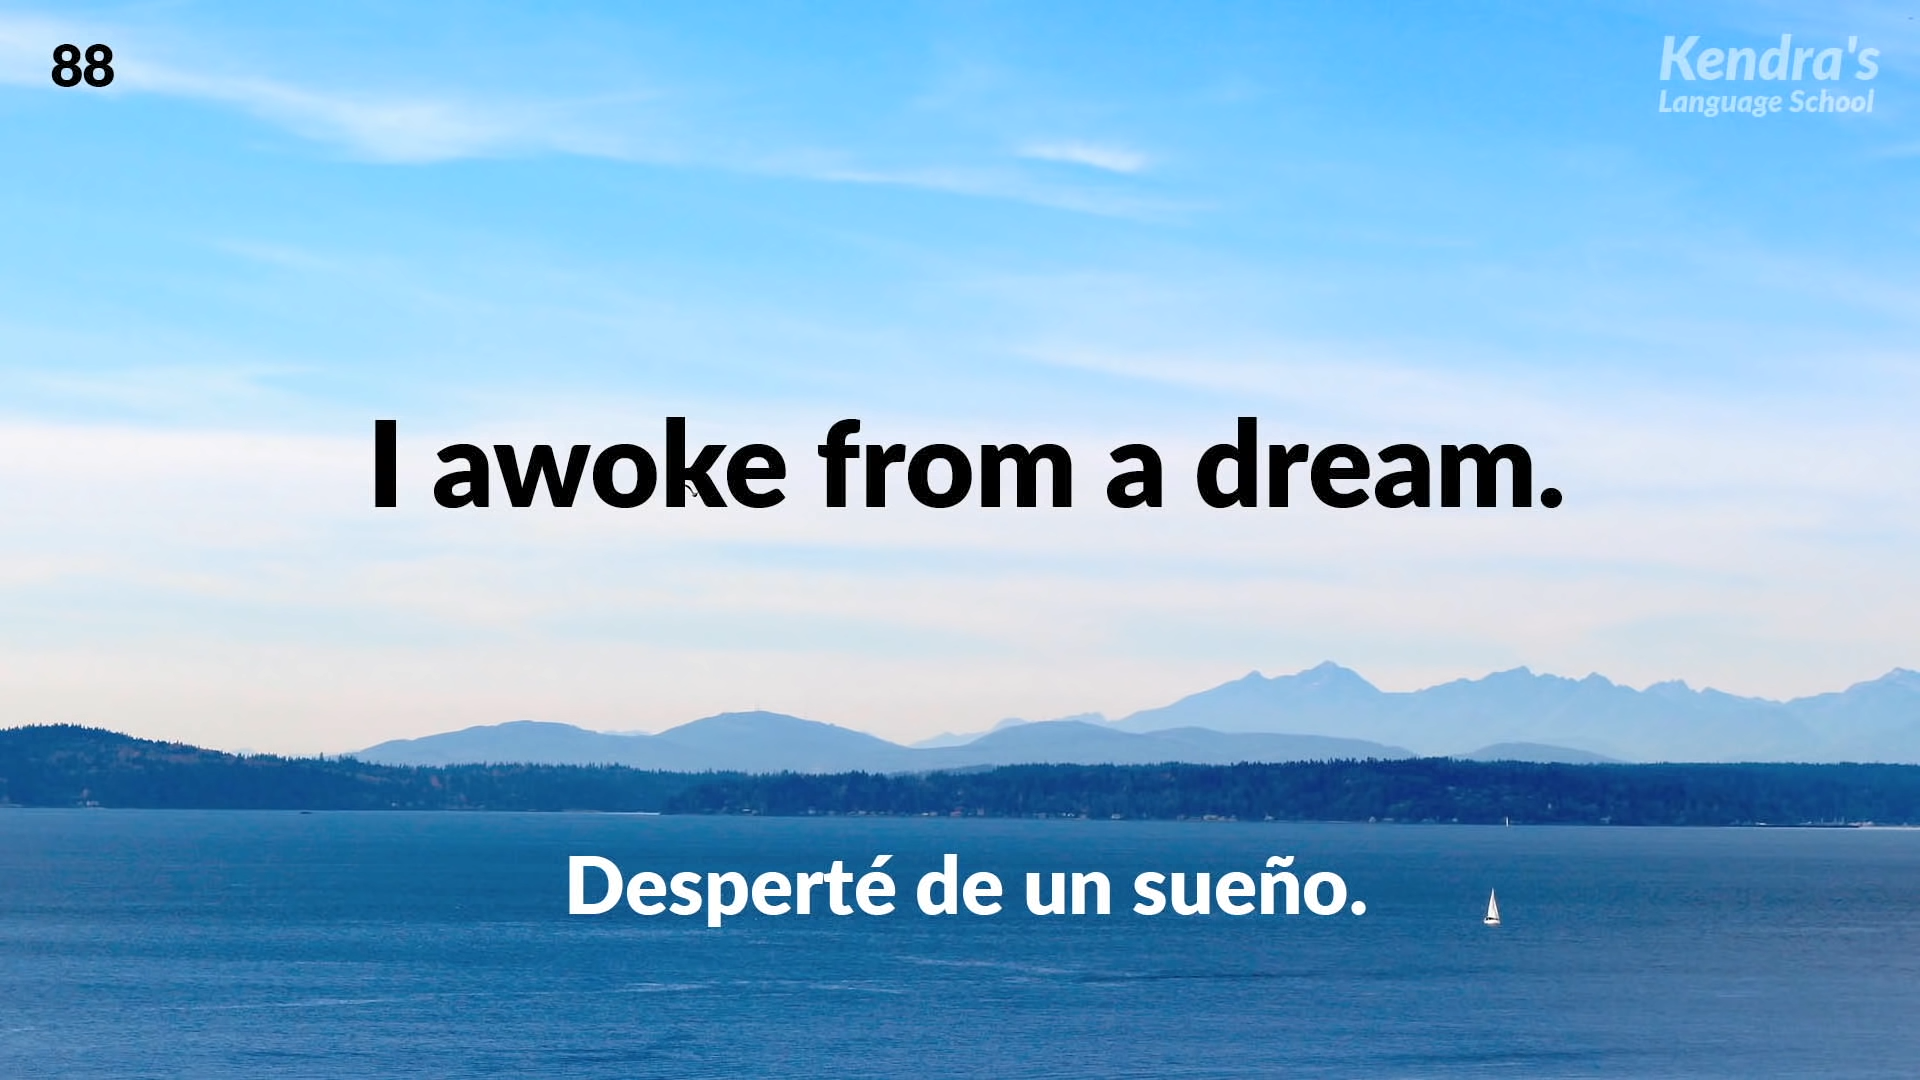 88
Kendra's
Language School
I awoke from a dream.
Desperté de un sueño.